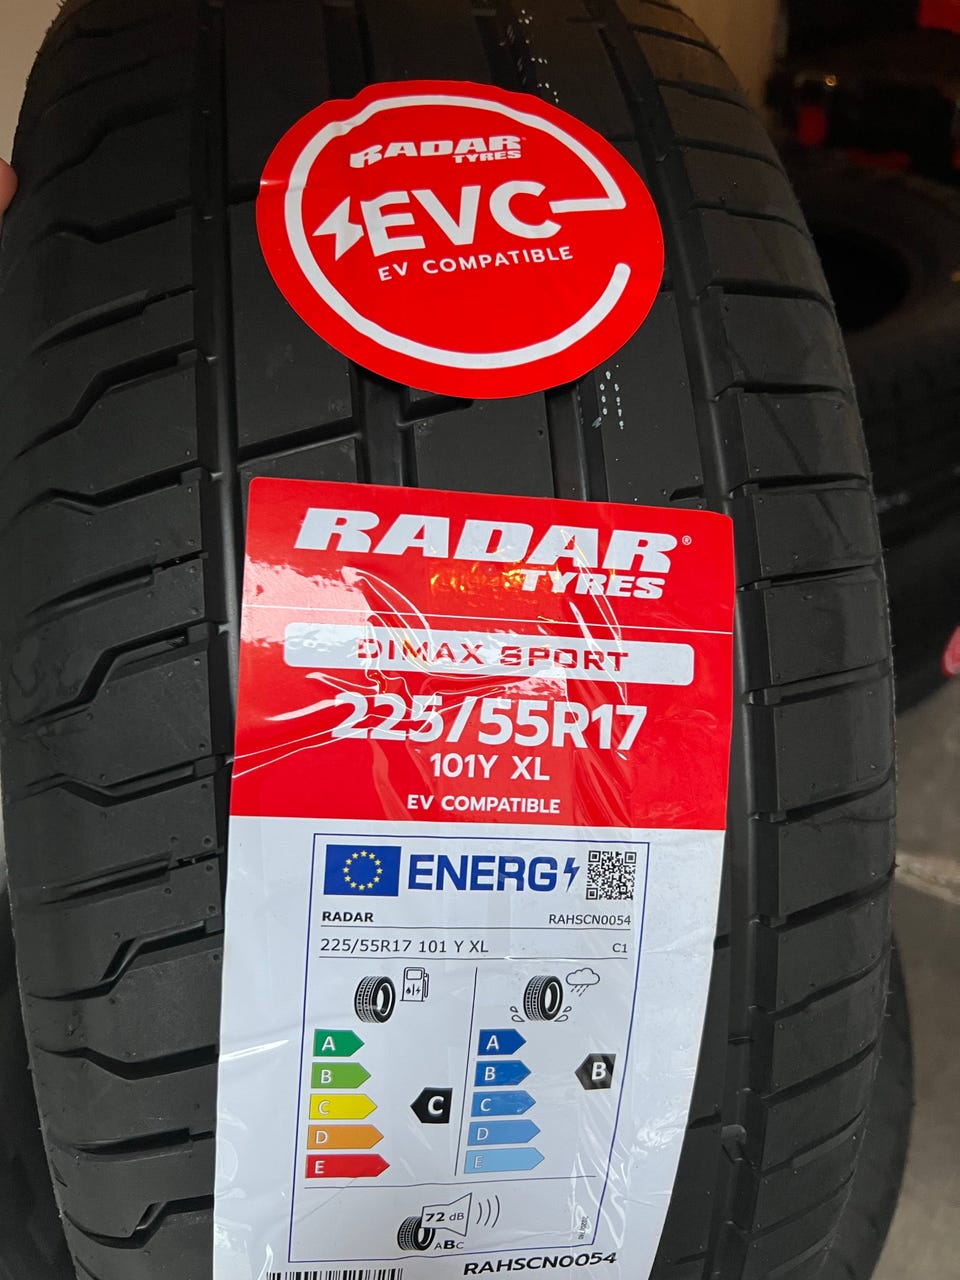 RADAR
TYRES
EVC
EV COMPATIBLE
RADAR®
TYRES
DIMAX SPORT
225/55R17
101Y XL
EV COMPATIBLE
ENERG
RADAR RAHSCN0054
225/55R17 101 Y XL C1
A A
B B B
C C C
D D
E E
72 dB
ABC
RAHSCN0054